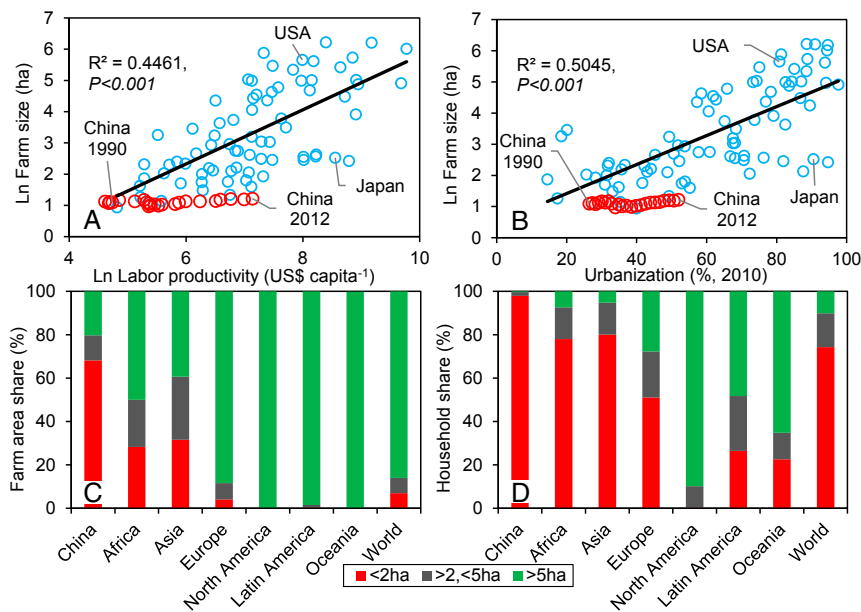 R² = 0.4461,
P<0.001
USA
China
1990
Japan
China
2012
A
Ln Farm size (ha)
7
6
5
4
3
2
1
0
4
6
8
10
Ln Labor productivity (US$ capita⁻¹)
R² = 0.5045,
P<0.001
USA
China
1990
Japan
China
2012
B
Ln Farm size (ha)
7
6
5
4
3
2
1
0
0
20
40
60
80
100
Urbanization (%, 2010)
C
Farm area share (%)
100
80
60
40
20
0
China
Africa
Asia
Europe
North America
Latin America
Oceania
World
D
Household share (%)
100
80
60
40
20
0
China
Africa
Asia
Europe
North America
Latin America
Oceania
World
<2ha
>2,<5ha
>5ha